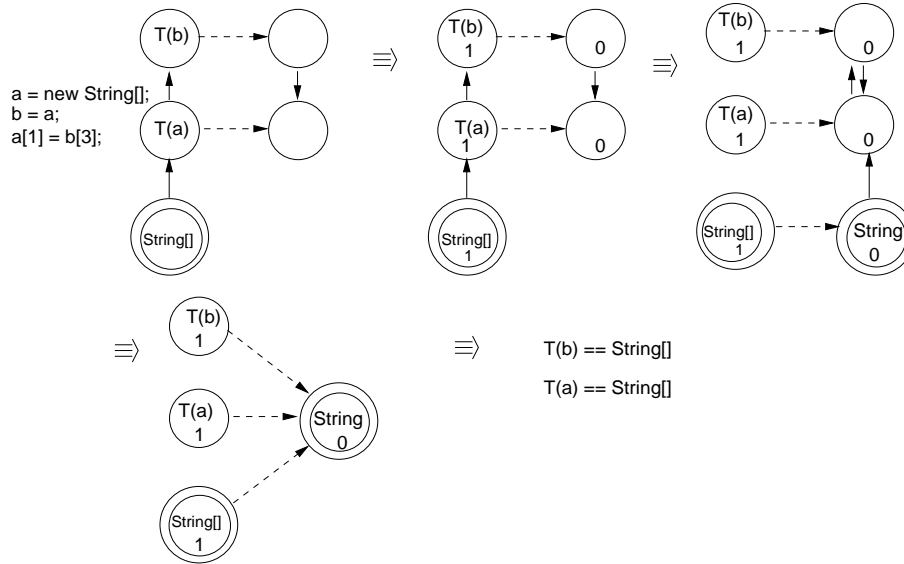 a = new String[];
b = a;
a[1] = b[3];
T(b)
T(a)
String[]
T(b)
1
0
T(a)
1
0
String[]
1
T(b)
1
0
T(a)
1
0
String[]
1
String
0
T(b)
1
T(a)
1
String
0
String[]
1
T(b) == String[]
T(a) == String[]